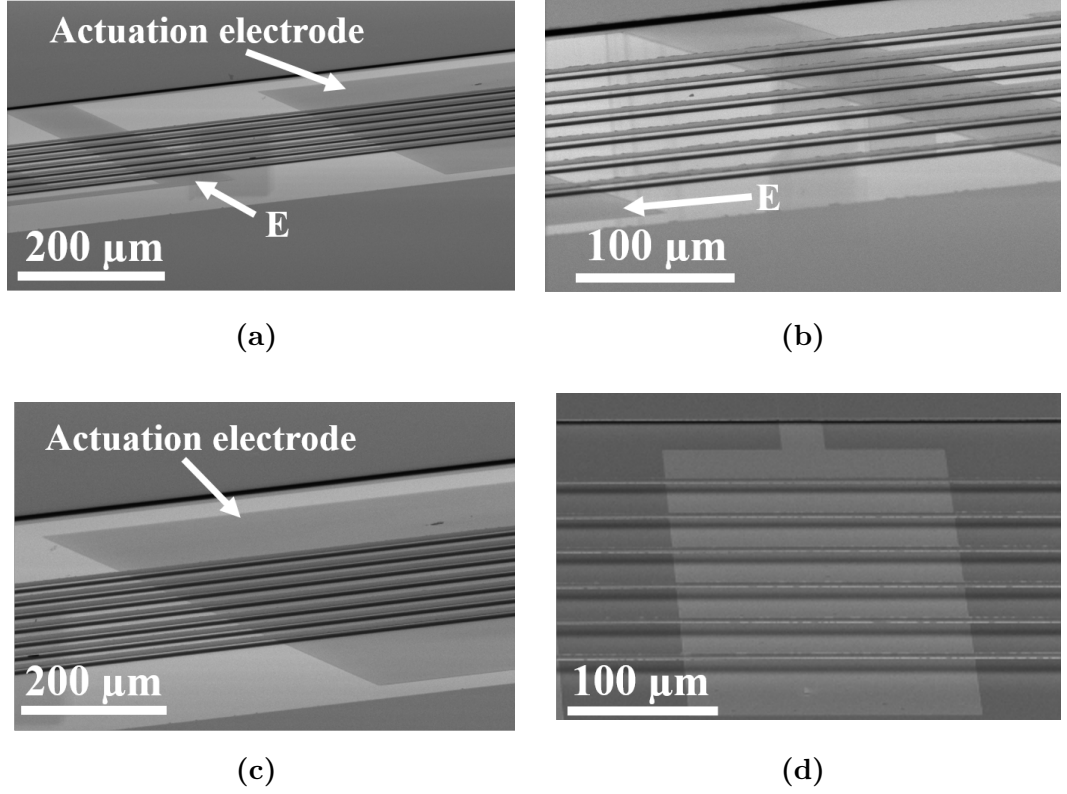 Actuation electrode
E
200 µm
(a)
E
100 µm
(b)
Actuation electrode
200 µm
(c)
100 µm
(d)